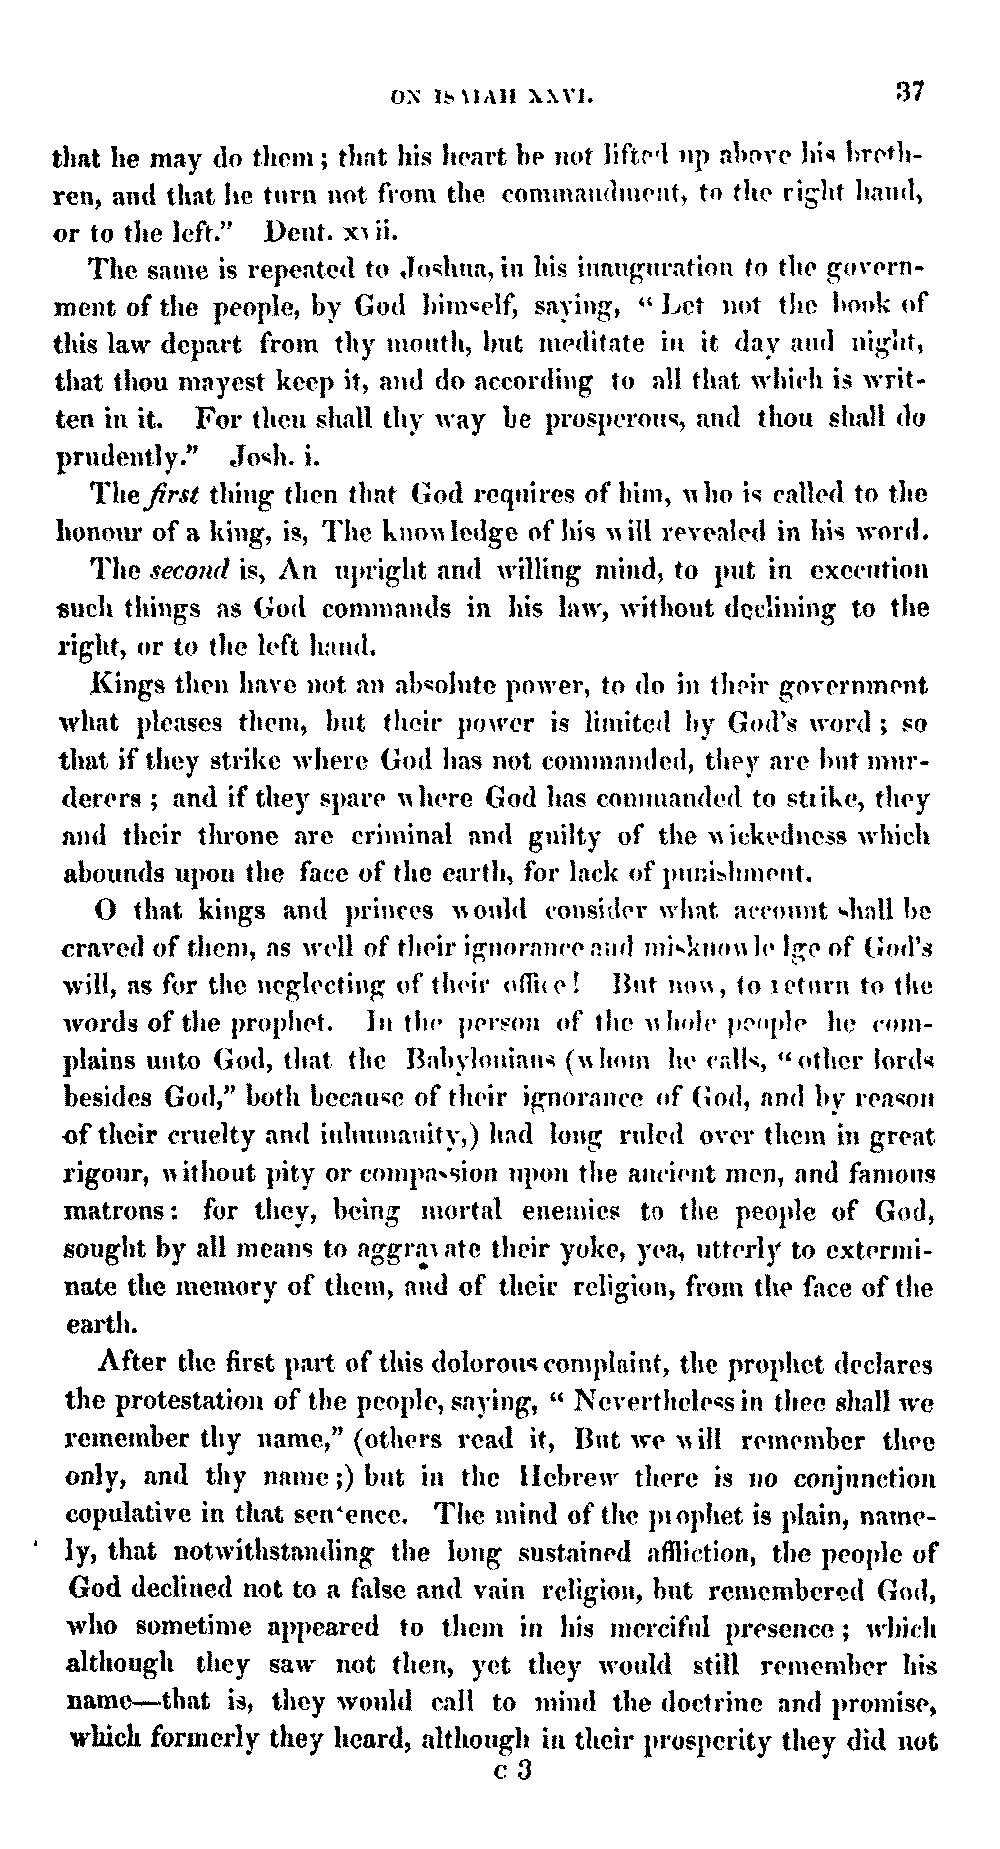 ON ISAIAH XXVI. 37
that he may do them; that his heart be not lifted up above his breth-
ren, and that he turn not from the commandment, to the right hand,
or to the left.” Deut. xvii.
The same is repeated to Joshua, in his inauguration to the govern-
ment of the people, by God himself, saying, “ Let not the book of
this law depart from thy mouth, but meditate in it day and night,
that thou mayest keep it, and do according to all that which is writ-
ten in it. For then shall thy way be prosperous, and thou shall do
prudently.” Josh. i.
The first thing then that God requires of him, who is called to the
honour of a king, is, The knowledge of his will revealed in his word.
The second is, An upright and willing mind, to put in execution
such things as God commands in his law, without declining to the
right, or to the left hand.
Kings then have not an absolute power, to do in their government
what pleases them, but their power is limited by God’s word; so
that if they strike where God has not commanded, they are but mur-
derers; and if they spare where God has commanded to strike, they
and their throne are criminal and guilty of the wickedness which
abounds upon the face of the earth, for lack of punishment.
O that kings and princes would consider what account shall be
craved of them, as well of their ignorance and misknowledge of God’s
will, as for the neglecting of their office! But now, to return to the
words of the prophet. In the person of the whole people he com-
plains unto God, that the Babylonians (whom he calls, “other lords
besides God,” both because of their ignorance of God, and by reason
of their cruelty and inhumanity,) had long ruled over them in great
rigour, without pity or compassion upon the ancient men, and famous
matrons: for they, being mortal enemies to the people of God,
sought by all means to aggravate their yoke, yea, utterly to extermi-
nate the memory of them, and of their religion, from the face of the
earth.
After the first part of this dolorous complaint, the prophet declares
the protestation of the people, saying, “ Nevertheless in thee shall we
remember thy name,” (others read it, But we will remember thee
only, and thy name;) but in the Hebrew there is no conjunction
copulative in that sentence. The mind of the prophet is plain, name-
ly, that notwithstanding the long sustained affliction, the people of
God declined not to a false and vain religion, but remembered God,
who sometime appeared to them in his merciful presence; which
although they saw not then, yet they would still remember his
name—that is, they would call to mind the doctrine and promise,
which formerly they heard, although in their prosperity they did not
c 3